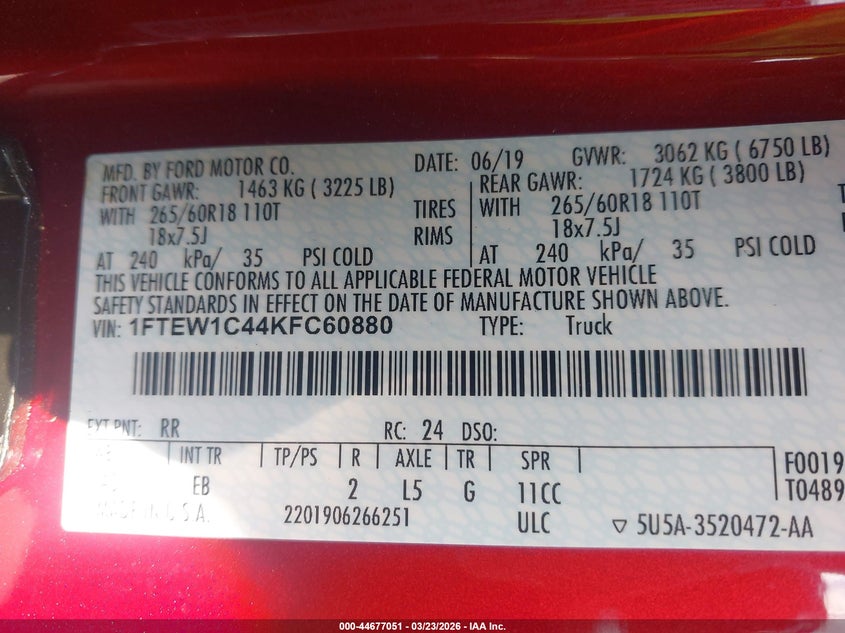 MFD. BY FORD MOTOR CO. DATE: 06/19 GVWR: 3062 KG ( 6750 LB)
FRONT GAWR: 1463 KG ( 3225 LB) REAR GAWR: 1724 KG ( 3800 LB)
WITH 265/60R18 110T TIRES WITH 265/60R18 110T
18x7.5J RIMS 18x7.5J
AT 240 kPa/ 35 PSI COLD AT 240 kPa/ 35 PSI COLD
THIS VEHICLE CONFORMS TO ALL APPLICABLE FEDERAL MOTOR VEHICLE
SAFETY STANDARDS IN EFFECT ON THE DATE OF MANUFACTURE SHOWN ABOVE.
VIN: 1FTEW1C44KFC60880 TYPE: Truck
EXT PNT: RR RC: 24 DSO:
INT TR TP/PS R AXLE TR SPR F0019
EB 2 L5 G 11CC T0489
MADE IN U.S.A. 2201906266251 ULC ▽ 5U5A-3520472-AA
000-44677051 | 03/23/2026 - IAA Inc.